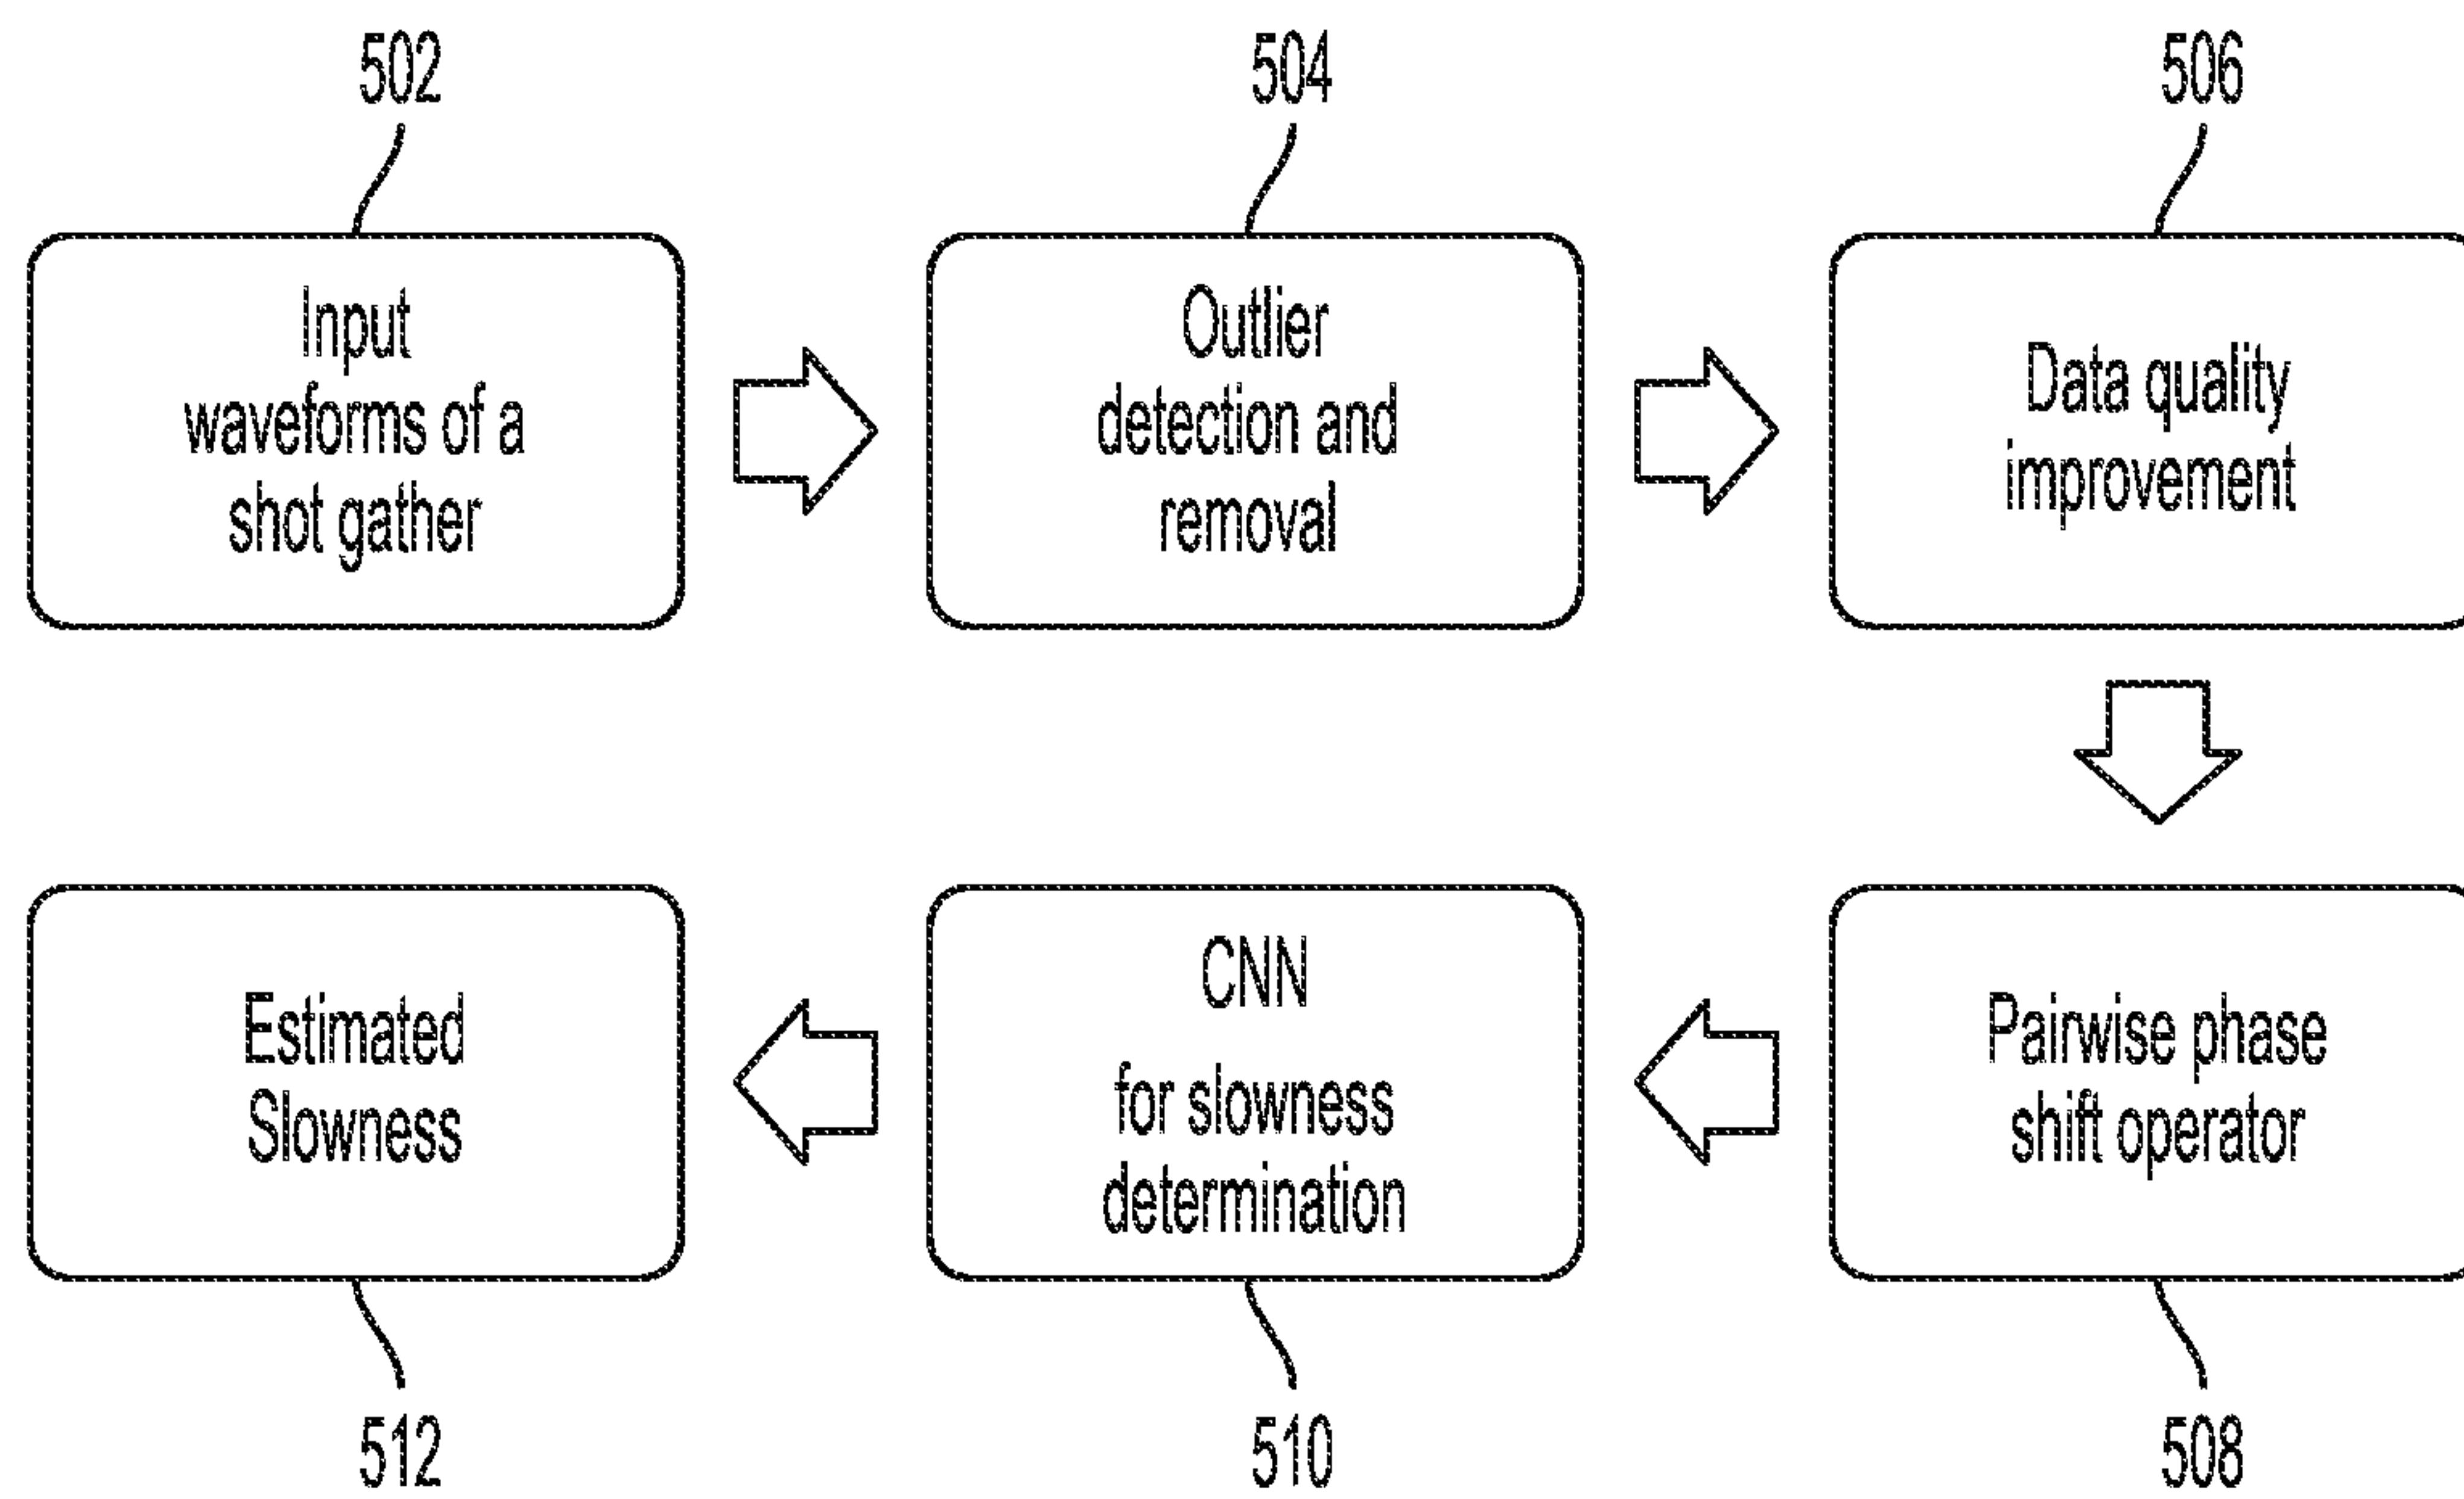 502
504
506
Input
waveforms of a
shot gather
Outlier
detection and
removal
Data quality
improvement
Pairwise phase
shift operator
CNN
for slowness
determination
Estimated
Slowness
512
510
508